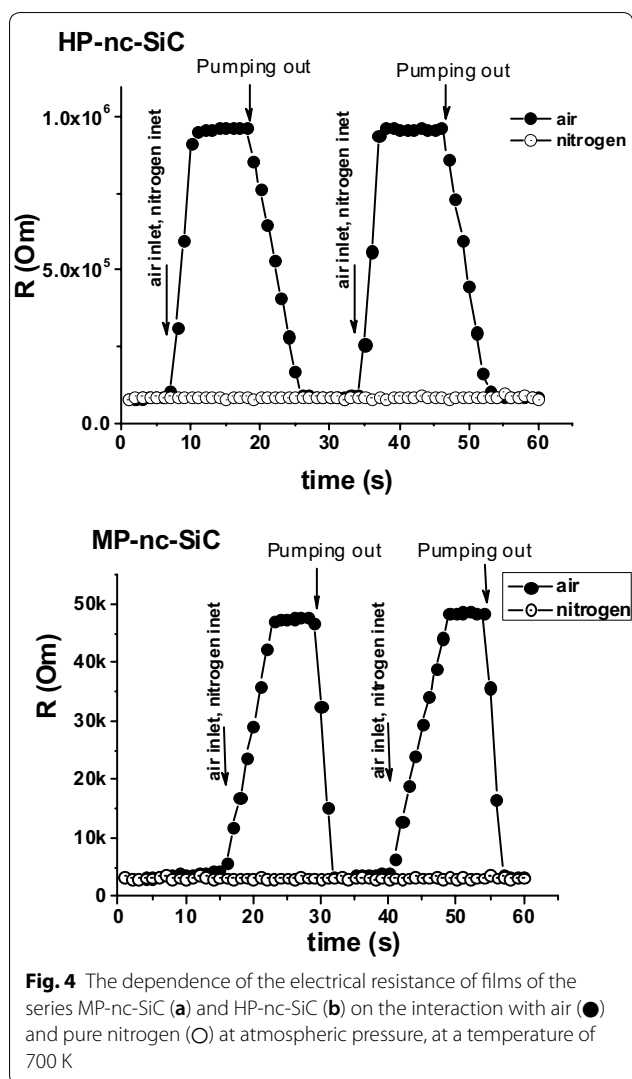 HP-nc-SiC
Pumping out
Pumping out
air
nitrogen
1.0x10⁶
5.0x10⁵
0.0
R (Om)
air inlet, nitrogen inet
air inlet, nitrogen inet
0
10
20
30
40
50
60
time (s)
MP-nc-SiC
Pumping out
Pumping out
air
nitrogen
50k
40k
30k
20k
10k
0
R (Om)
air inlet, nitrogen inet
air inlet, nitrogen inet
0
10
20
30
40
50
60
time (s)
Fig. 4 The dependence of the electrical resistance of films of the
series MP-nc-SiC (a) and HP-nc-SiC (b) on the interaction with air (●)
and pure nitrogen (○) at atmospheric pressure, at a temperature of
700 K